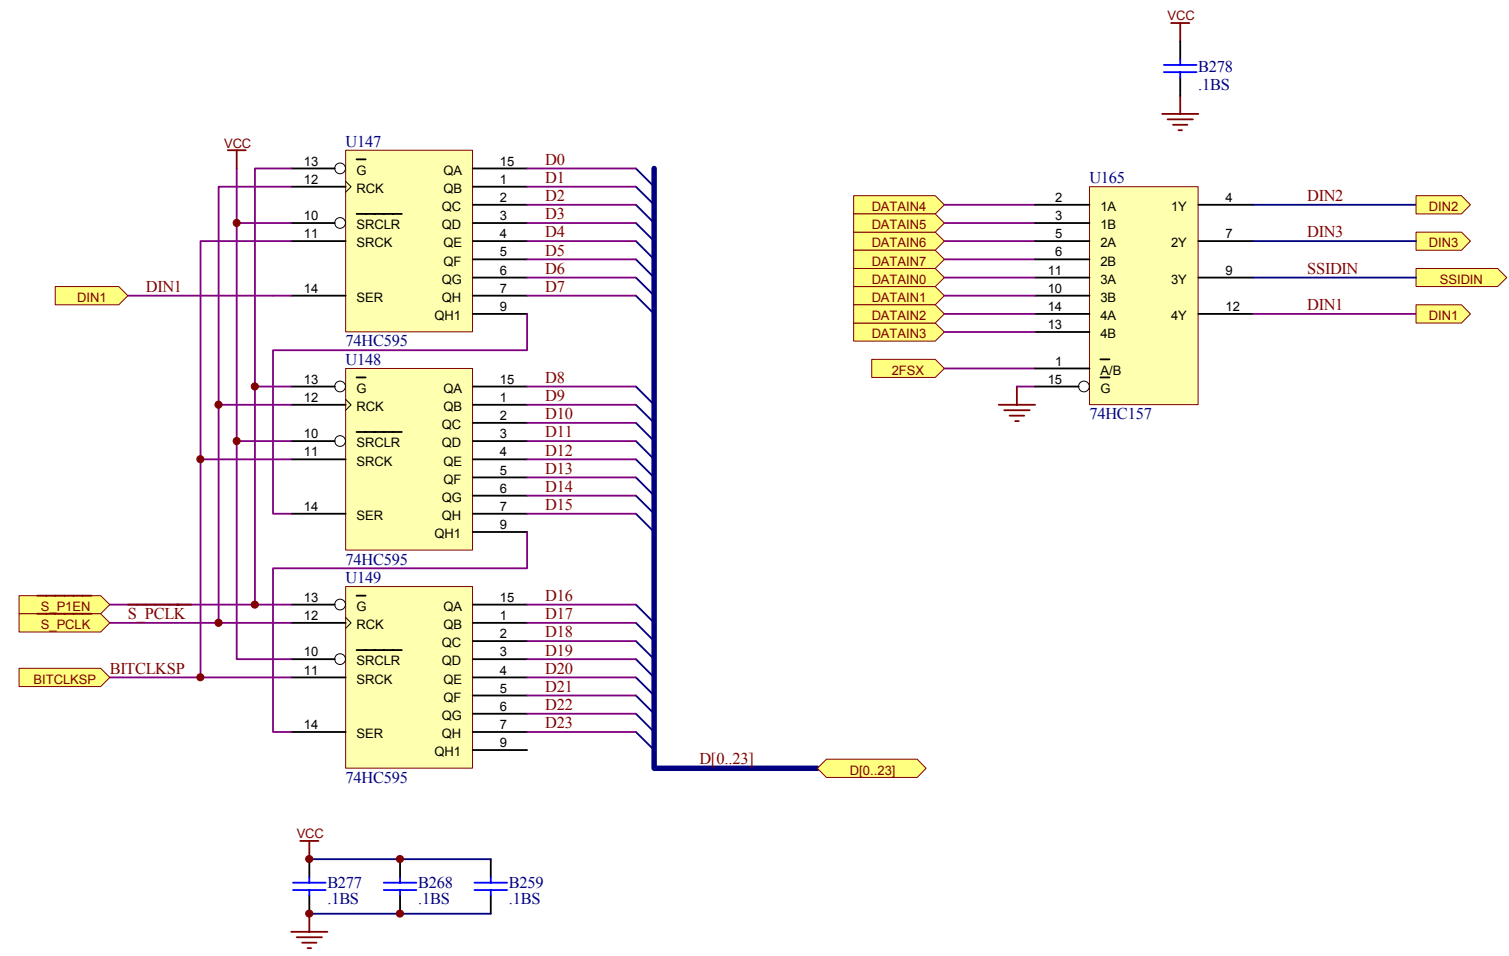 VCC
B278
.1BS
VCC
U147
13 G 15 D0
12 RCK QA 1 D1
QB 2 D2
10 SRCLR QC 3 D3
11 SRCK QD 4 D4
QE 5 D5
QF 6 D6
DIN1 DIN1 14 SER QG 7 D7
QH 9
QH1
74HC595
U148
13 G 15 D8
12 RCK QA 1 D9
QB 2 D10
10 SRCLR QC 3 D11
11 SRCK QD 4 D12
QE 5 D13
QF 6 D14
14 SER QG 7 D15
QH 9
QH1
74HC595
U149
S_P1EN 13 G 15 D16
S_PCLK S_PCLK 12 RCK QA 1 D17
QB 2 D18
10 SRCLR QC 3 D19
BITCLKSP BITCLKSP 11 SRCK QD 4 D20
QE 5 D21
QF 6 D22
14 SER QG 7 D23
QH 9
QH1
74HC595
D[0..23] D[0..23]
U165
DATAIN4 2 1A 1Y 4 DIN2 DIN2
DATAIN5 3 1B
DATAIN6 5 2A 2Y 7 DIN3 DIN3
DATAIN7 6 2B
DATAIN0 11 3A 3Y 9 SSIDIN SSIDIN
DATAIN1 10 3B
DATAIN2 14 4A 4Y 12 DIN1 DIN1
DATAIN3 13 4B
2FSX 1 A/B
15 G
74HC157
VCC
B277 B268 B259
.1BS .1BS .1BS